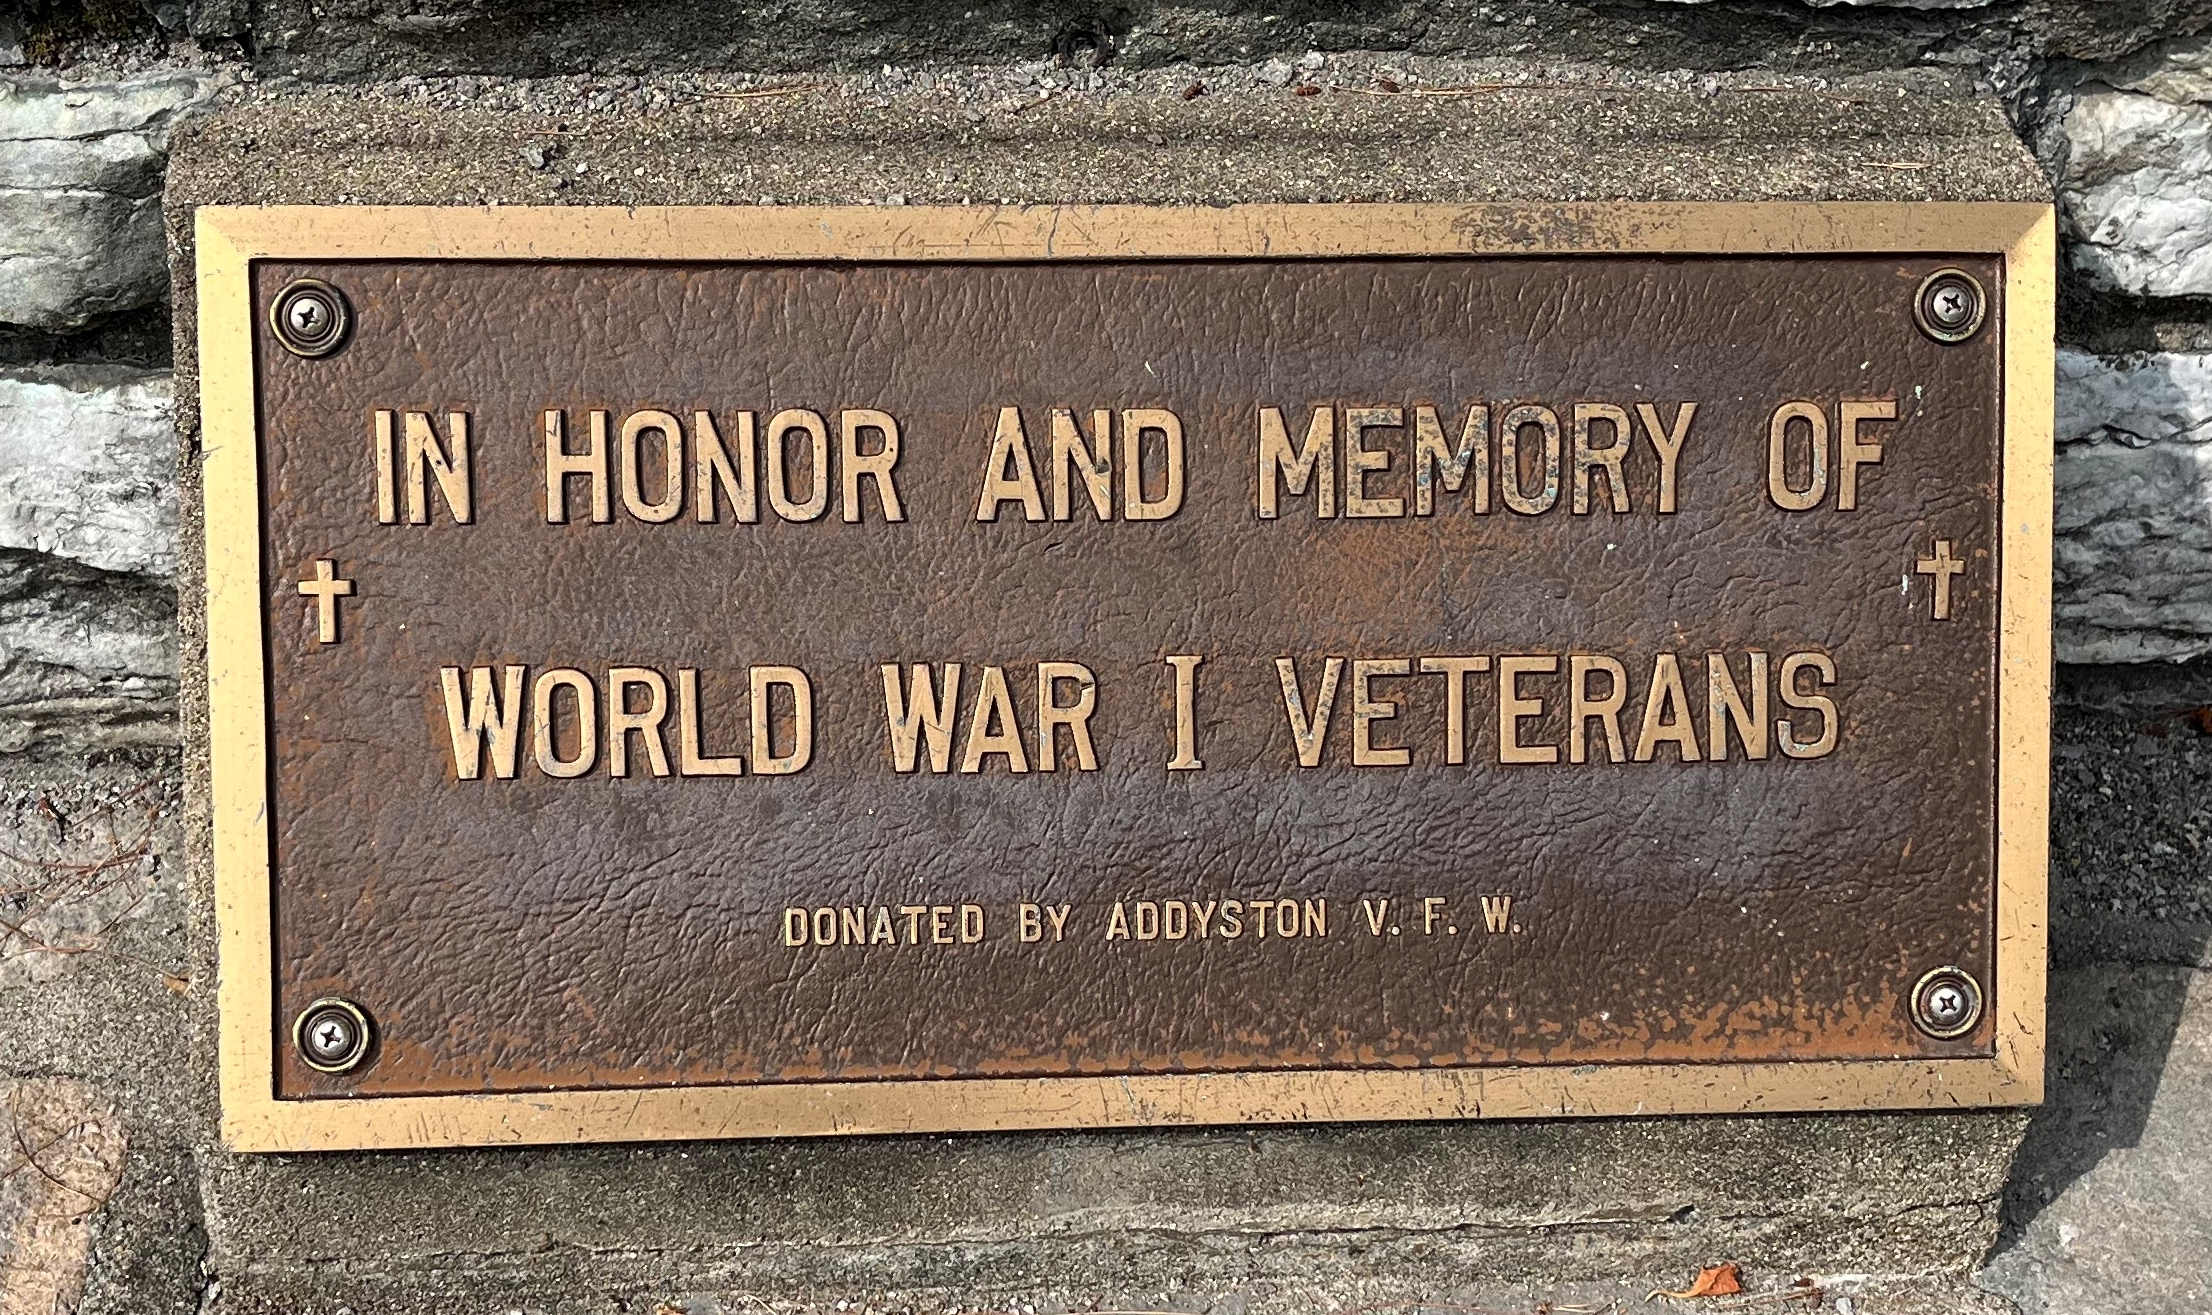 IN HONOR AND MEMORY OF
WORLD WAR I VETERANS
DONATED BY ADDYSTON V. F. W.